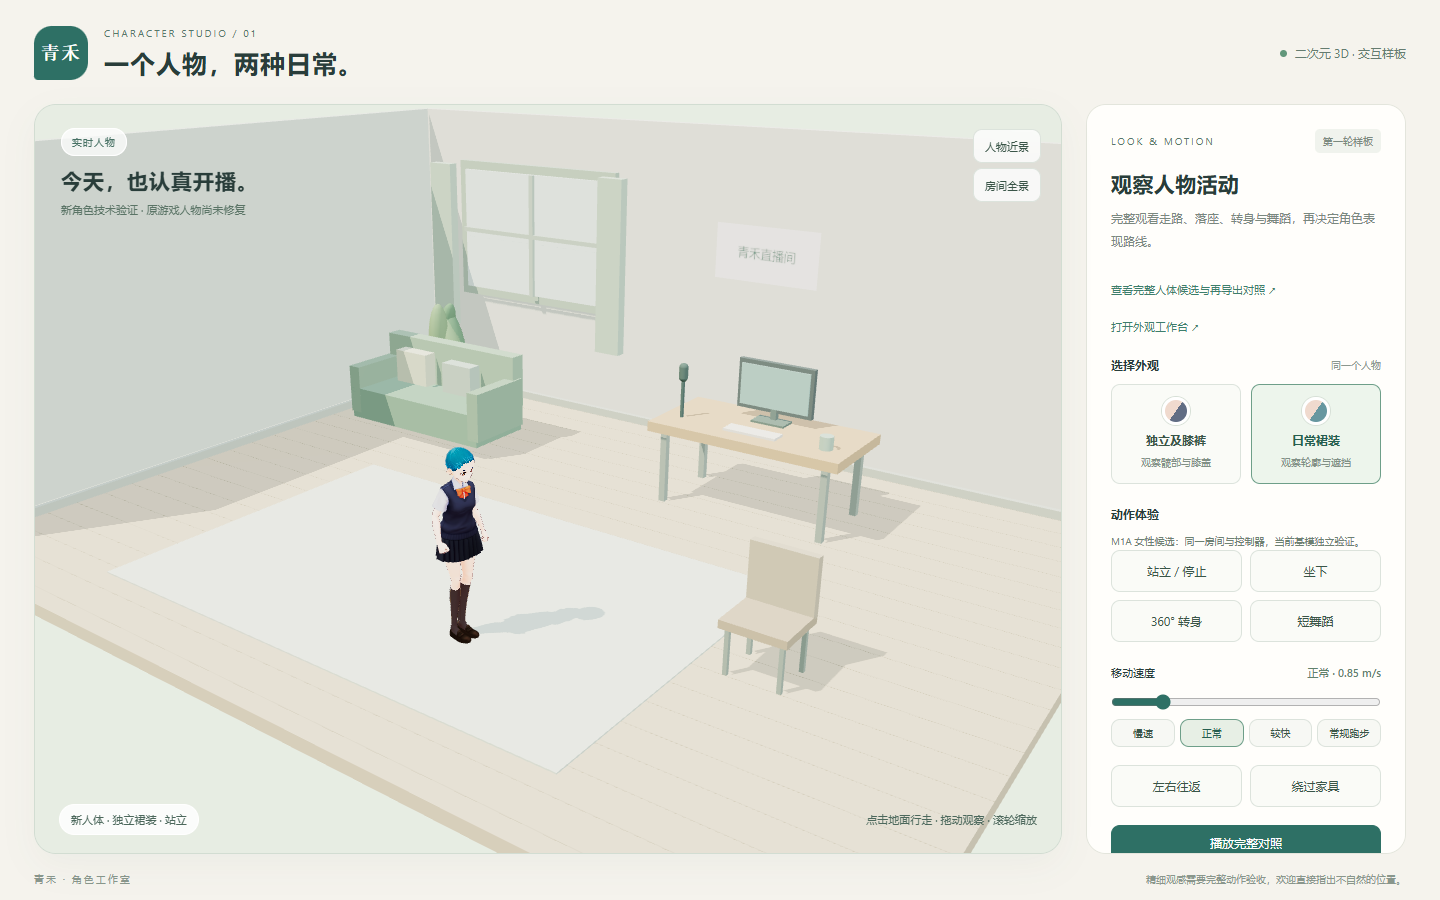 青禾
CHARACTER STUDIO / 01
一个人物，两种日常。
二次元 3D · 交互样板
实时人物
今天，也认真开播。
新角色技术验证 · 原游戏人物尚未修复
人物近景
房间全景
青禾直播间
新人体 · 独立裙装 · 站立
点击地面行走 · 拖动观察 · 滚轮缩放
LOOK & MOTION
第一轮样板
观察人物活动
完整观看走路、落座、转身与舞蹈，再决定角色表
现路线。
查看完整人体候选与再导出对照 ↗
打开外观工作台 ↗
选择外观
同一个人物
独立及膝裤
观察髋部与膝盖
日常裙装
观察轮廓与遮挡
动作体验
M1A 女性候选：同一房间与控制器，当前基模独立验证。
站立 / 停止
坐下
360° 转身
短舞蹈
移动速度
正常 · 0.85 m/s
慢速
正常
较快
常规跑步
左右往返
绕过家具
播放完整对照
青禾 · 角色工作室
精细观感需要完整动作验收，欢迎直接指出不自然的位置。